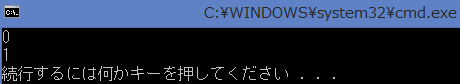 C:¥WINDOWS¥system32¥cmd.exe
0
1
続行するには何かキーを押してください . . .